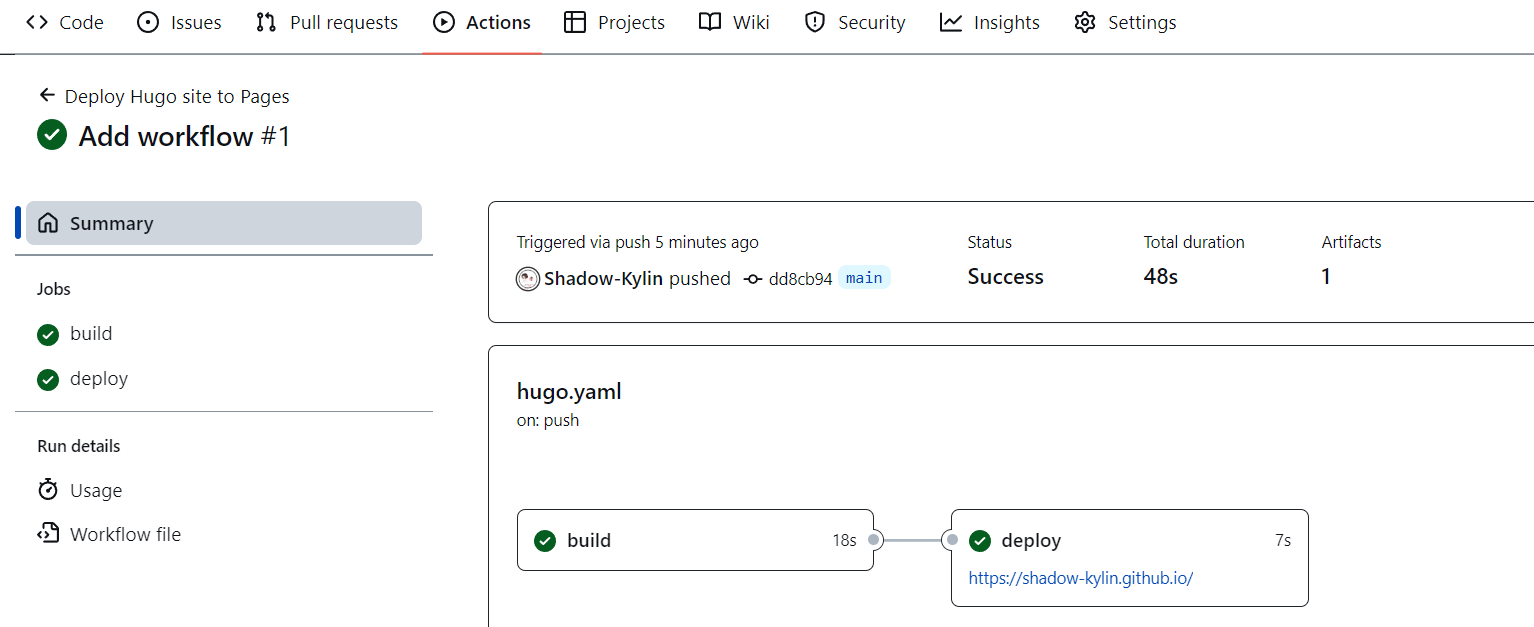 Code Issues Pull requests Actions Projects Wiki Security Insights Settings
Deploy Hugo site to Pages
Add workflow #1
Summary
Jobs
build
deploy
Run details
Usage
Workflow file
Triggered via push 5 minutes ago
Shadow-Kylin pushed dd8cb94 main
Status
Success
Total duration
48s
Artifacts
1
hugo.yaml
on: push
build 18s
deploy 7s
https://shadow-kylin.github.io/